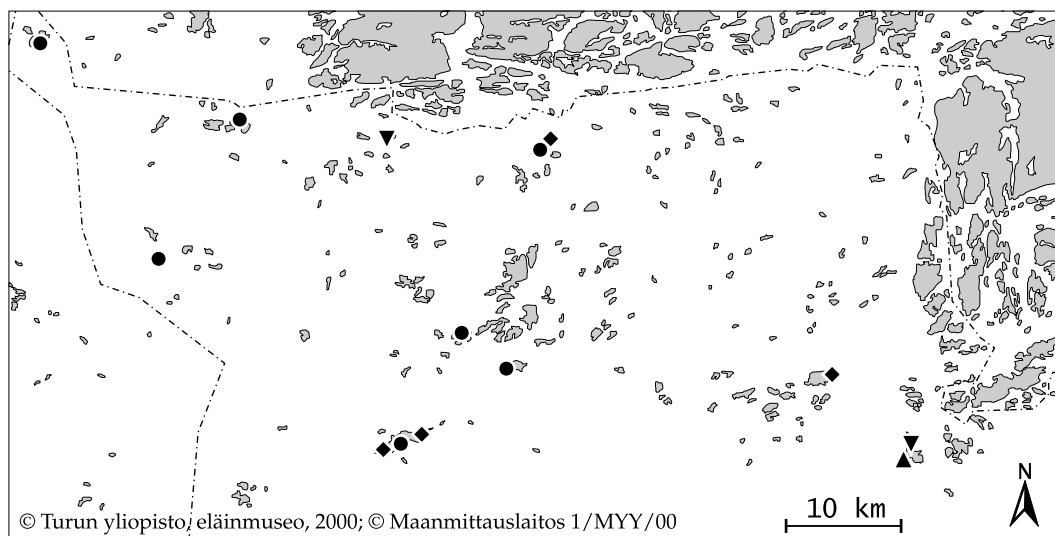 N
10 km
© Turun yliopisto, eläinmuseo, 2000; © Maanmittauslaitos 1/MYY/00